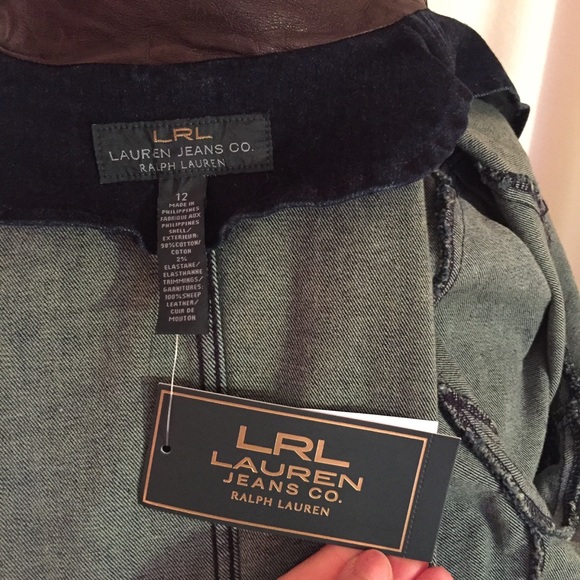 LRL
LAUREN JEANS CO.
RALPH LAUREN
12
MADE IN
PHILIPPINES
FABRIQUE AUX
PHILIPPINES
SHELL/
EXTERIEUR:
98%COTTON/
COTON
2%
ELASTANE/
ELASTHANNE
TRIMMINGS/
GARNITURES:
100%SHEEP
LEATHER/
CUIR DE
MOUTON
LRL
LAUREN
JEANS CO.
RALPH LAUREN